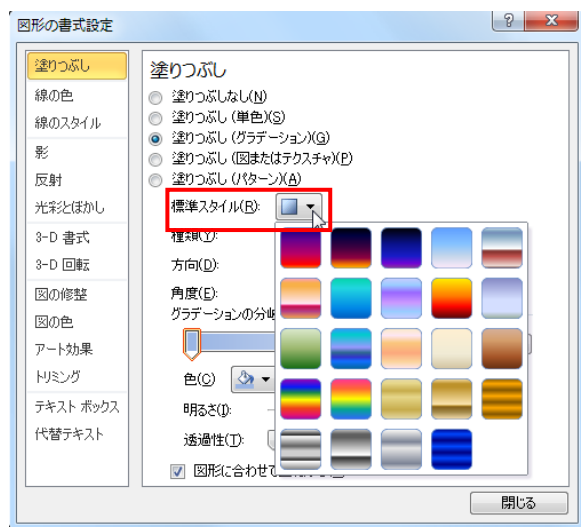 図形の書式設定
塗りつぶし
線の色
線のスタイル
影
反射
光彩とぼかし
3-D 書式
3-D 回転
図の修整
図の色
アート効果
トリミング
テキスト ボックス
代替テキスト
塗りつぶし
塗りつぶしなし(N)
塗りつぶし (単色)(S)
塗りつぶし (グラデーション)(G)
塗りつぶし (図またはテクスチャ)(P)
塗りつぶし (パターン)(A)
標準スタイル(R):
種類(Y):
方向(D):
角度(E):
グラデーションの分岐
色(C)
明るさ(I):
透過性(T):
図形に合わせて
閉じる